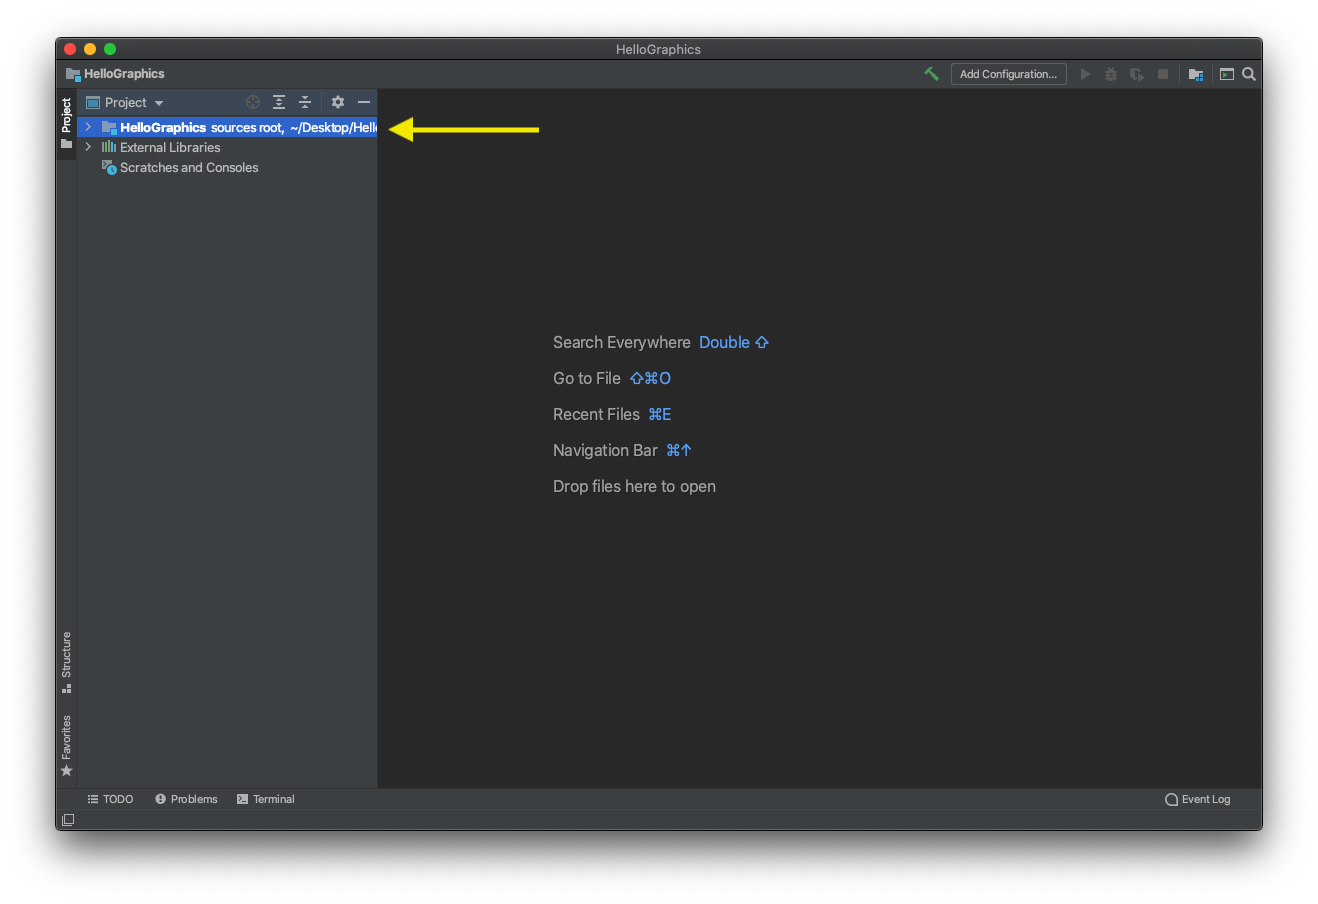 HelloGraphics
HelloGraphics
Add Configuration...
Project
Project
HelloGraphics sources root, ~/Desktop/Hello
External Libraries
Scratches and Consoles
Search Everywhere Double ⇧
Go to File ⇧⌘O
Recent Files ⌘E
Navigation Bar ⌘↑
Drop files here to open
Structure
Favorites
TODO
Problems
Terminal
Event Log